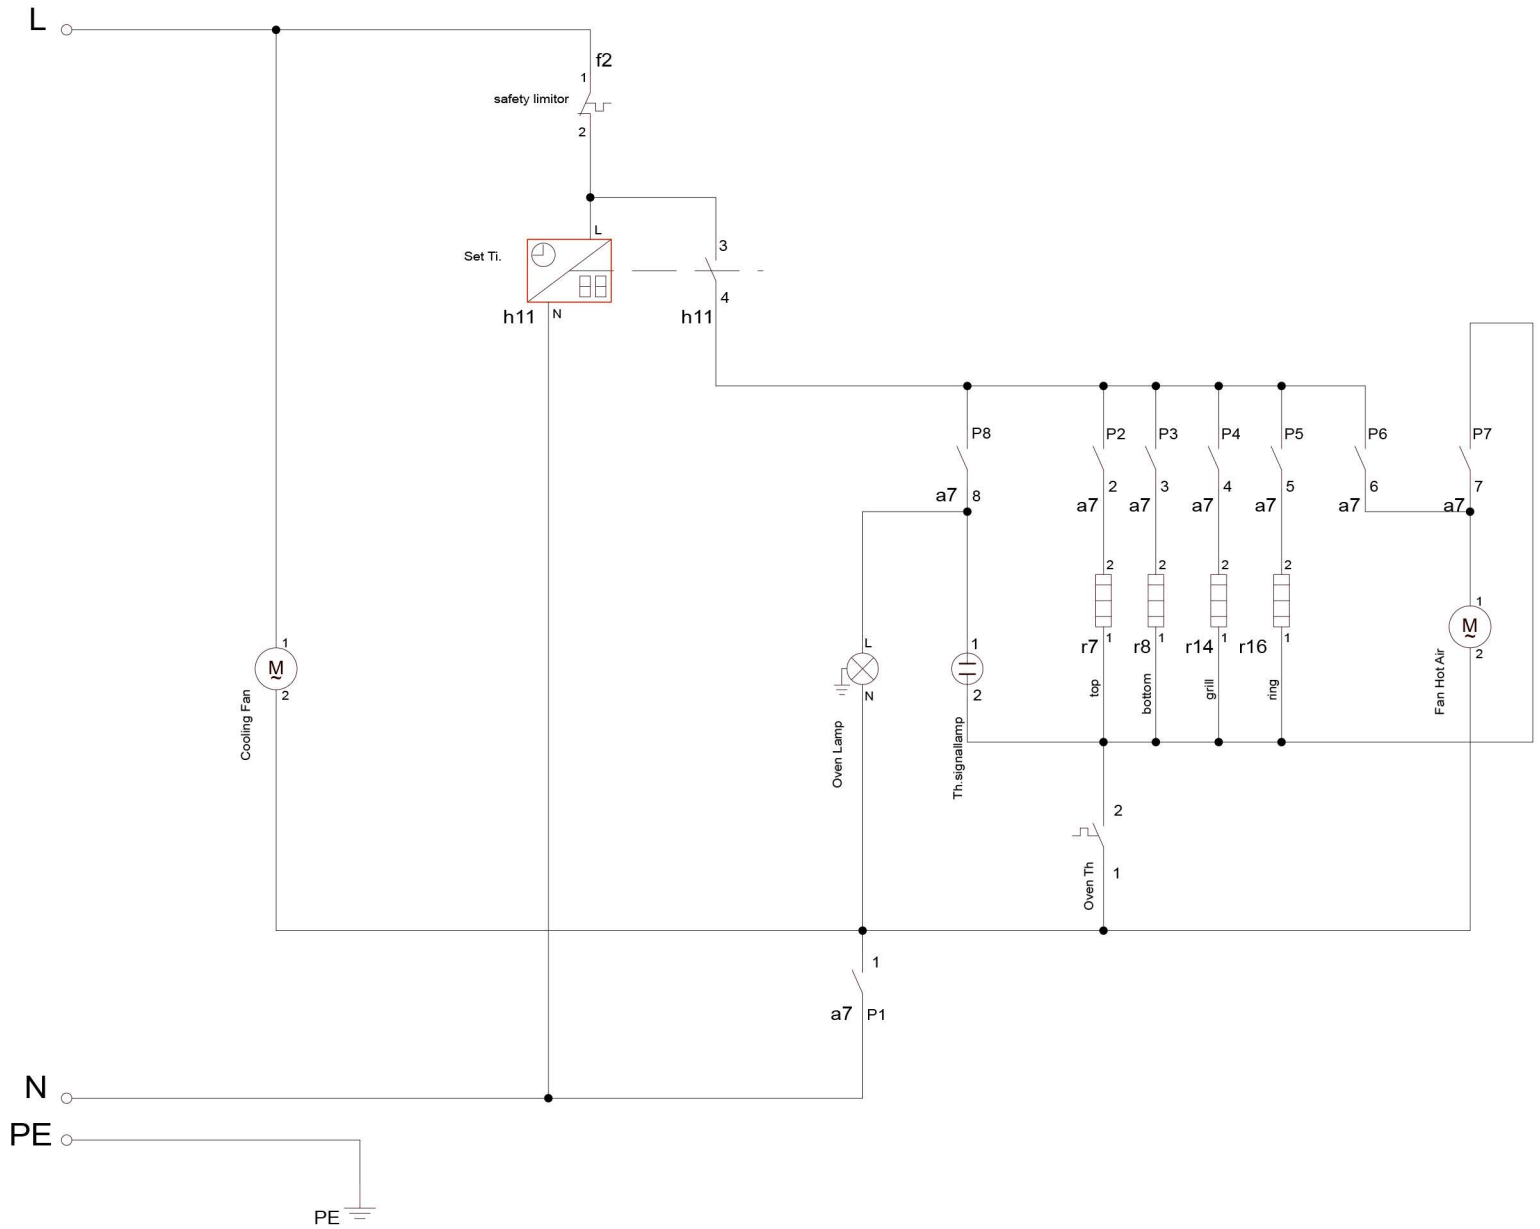 L
f2
1
safety limitor
2
L
3
Set Ti.
4
h11
N
h11
P8
P2
P3
P4
P5
P6
P7
a7
8
2
3
4
5
6
7
a7
a7
a7
a7
a7
a7
2
2
2
2
1
M
~
1
L
1
r7
1
r8
1
r14
1
r16
1
2
M
~
2
N
2
Cooling Fan
Oven Lamp
Th.signallamp
top
bottom
grill
ring
Fan Hot Air
2
Oven Th
1
1
a7
P1
N
PE
PE